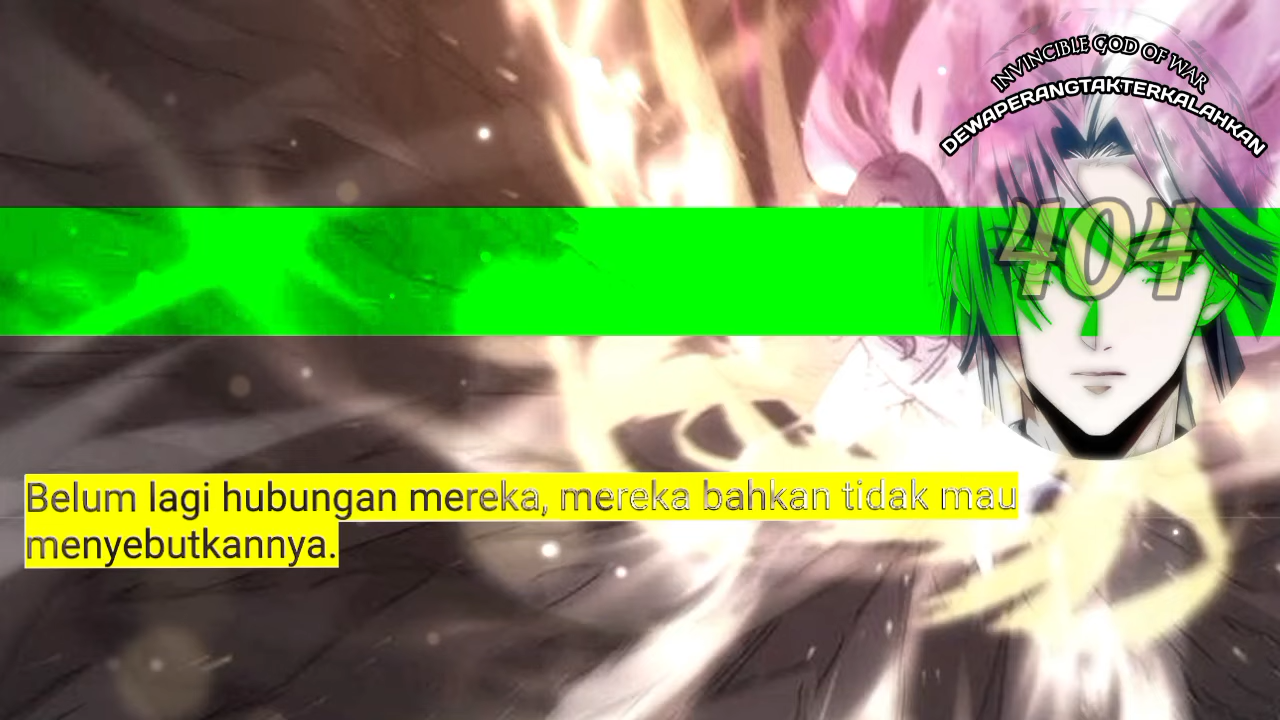 INVINCIBLE GOD OF WAR
DEWAPERANGTAKTERKALAHKAN
404
Belum lagi hubungan mereka, mereka bahkan tidak mau
menyebutkannya.